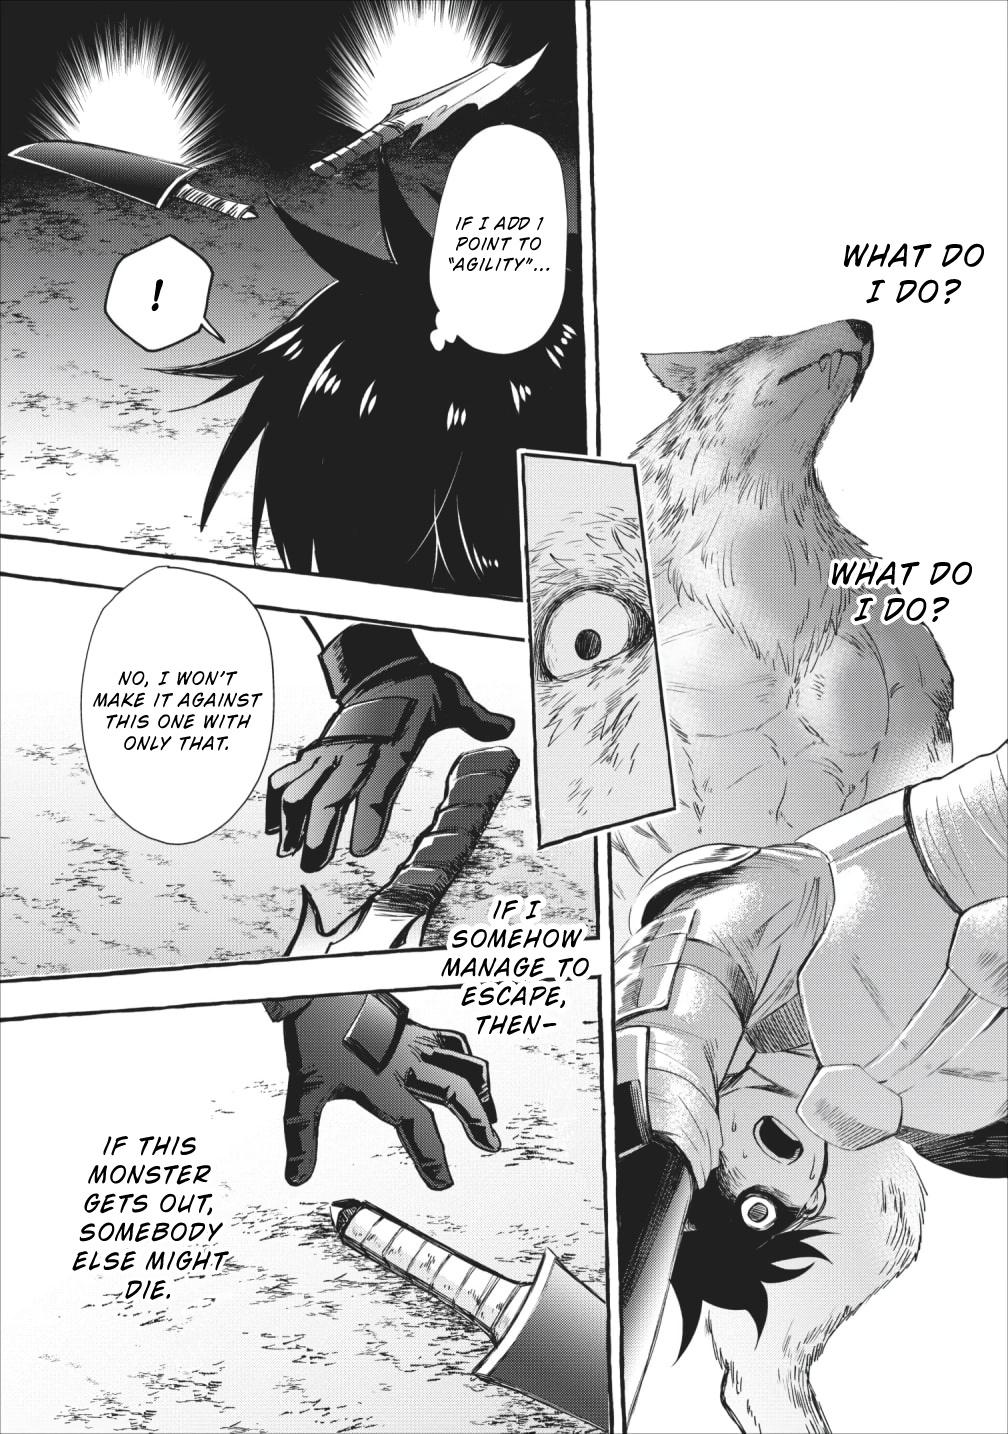 WHAT DO
I DO?
WHAT DO
I DO?
IF I ADD 1
POINT TO
"AGILITY"...
!
NO, I WON'T
MAKE IT AGAINST
THIS ONE WITH
ONLY THAT.
IF I
SOMEHOW
MANAGE TO
ESCAPE,
THEN-
IF THIS
MONSTER
GETS OUT,
SOMEBODY
ELSE MIGHT
DIE.